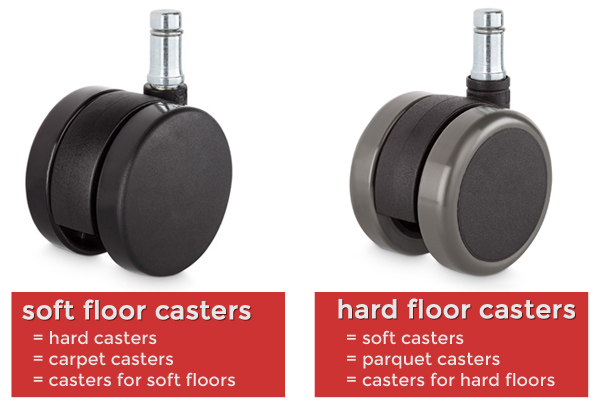 soft floor casters
= hard casters
= carpet casters
= casters for soft floors
hard floor casters
= soft casters
= parquet casters
= casters for hard floors